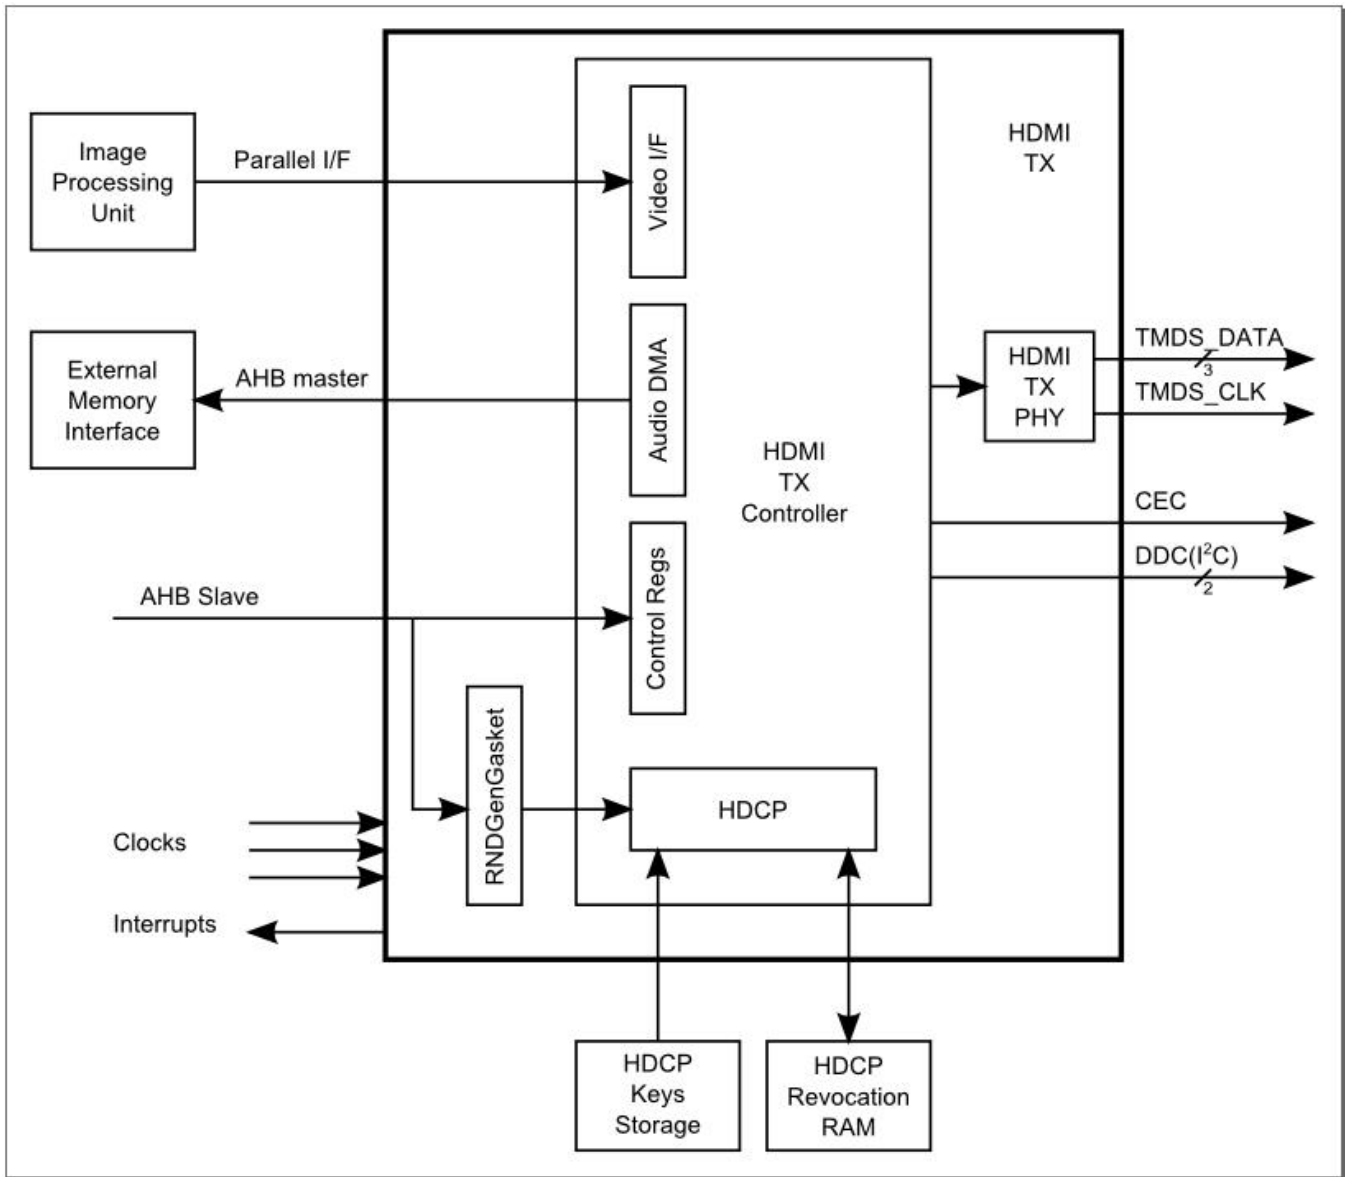 Image
Processing
Unit
Parallel I/F
Video I/F
HDMI
TX
External
Memory
Interface
AHB master
Audio DMA
HDMI
TX
Controller
HDMI
TX
PHY
TMDS_DATA
3
TMDS_CLK
CEC
DDC(I²C)
2
AHB Slave
Control Regs
RNDGenGasket
HDCP
Clocks
Interrupts
HDCP
Keys
Storage
HDCP
Revocation
RAM